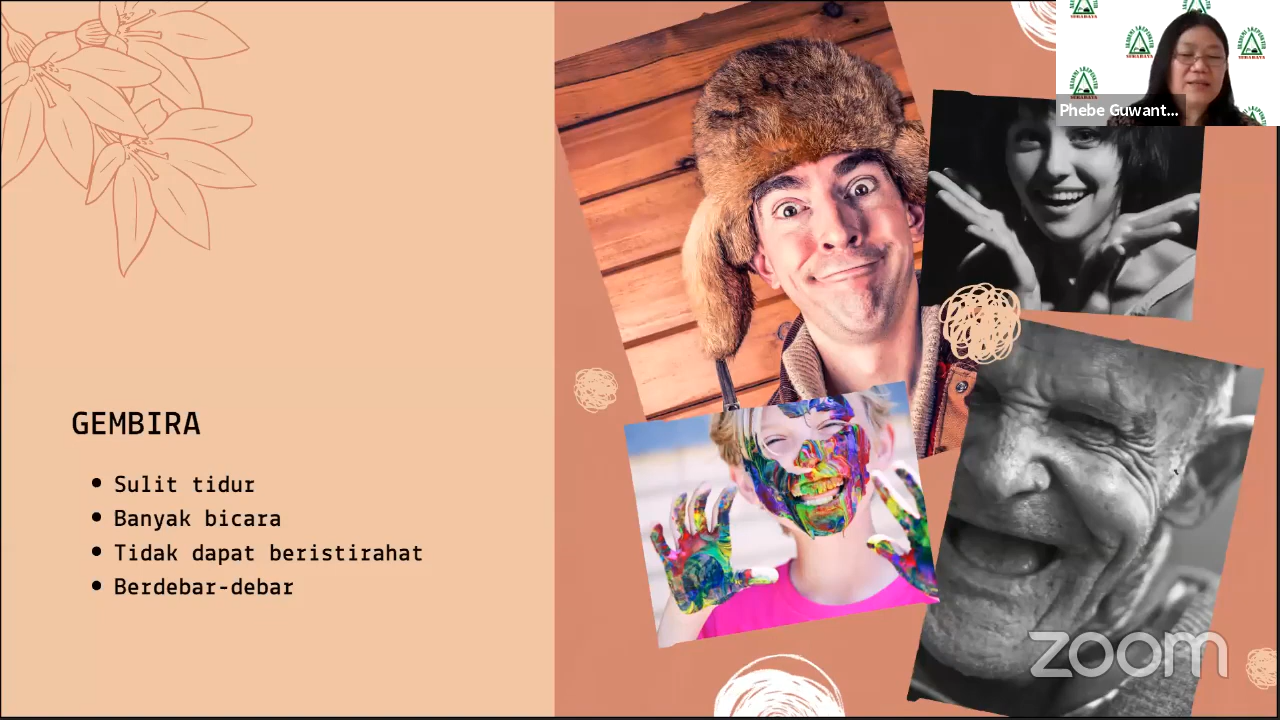 Phebe Guwant...
GEMBIRA
Sulit tidur
Banyak bicara
Tidak dapat beristirahat
Berdebar-debar
zoom